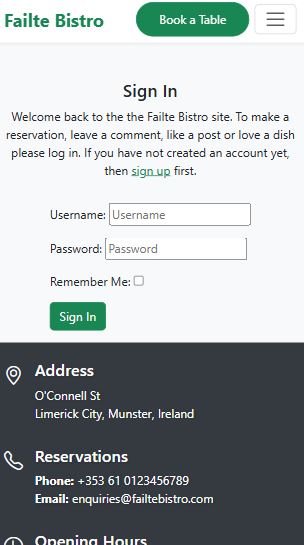 Failte Bistro
Book a Table
Sign In
Welcome back to the the Failte Bistro site. To make a
reservation, leave a comment, like a post or love a dish
please log in. If you have not created an account yet,
then sign up first.
Username: Username
Password: Password
Remember Me:
Sign In
Address
O'Connell St
Limerick City, Munster, Ireland
Reservations
Phone: +353 61 0123456789
Email: enquiries@failtebistro.com
Opening Hours